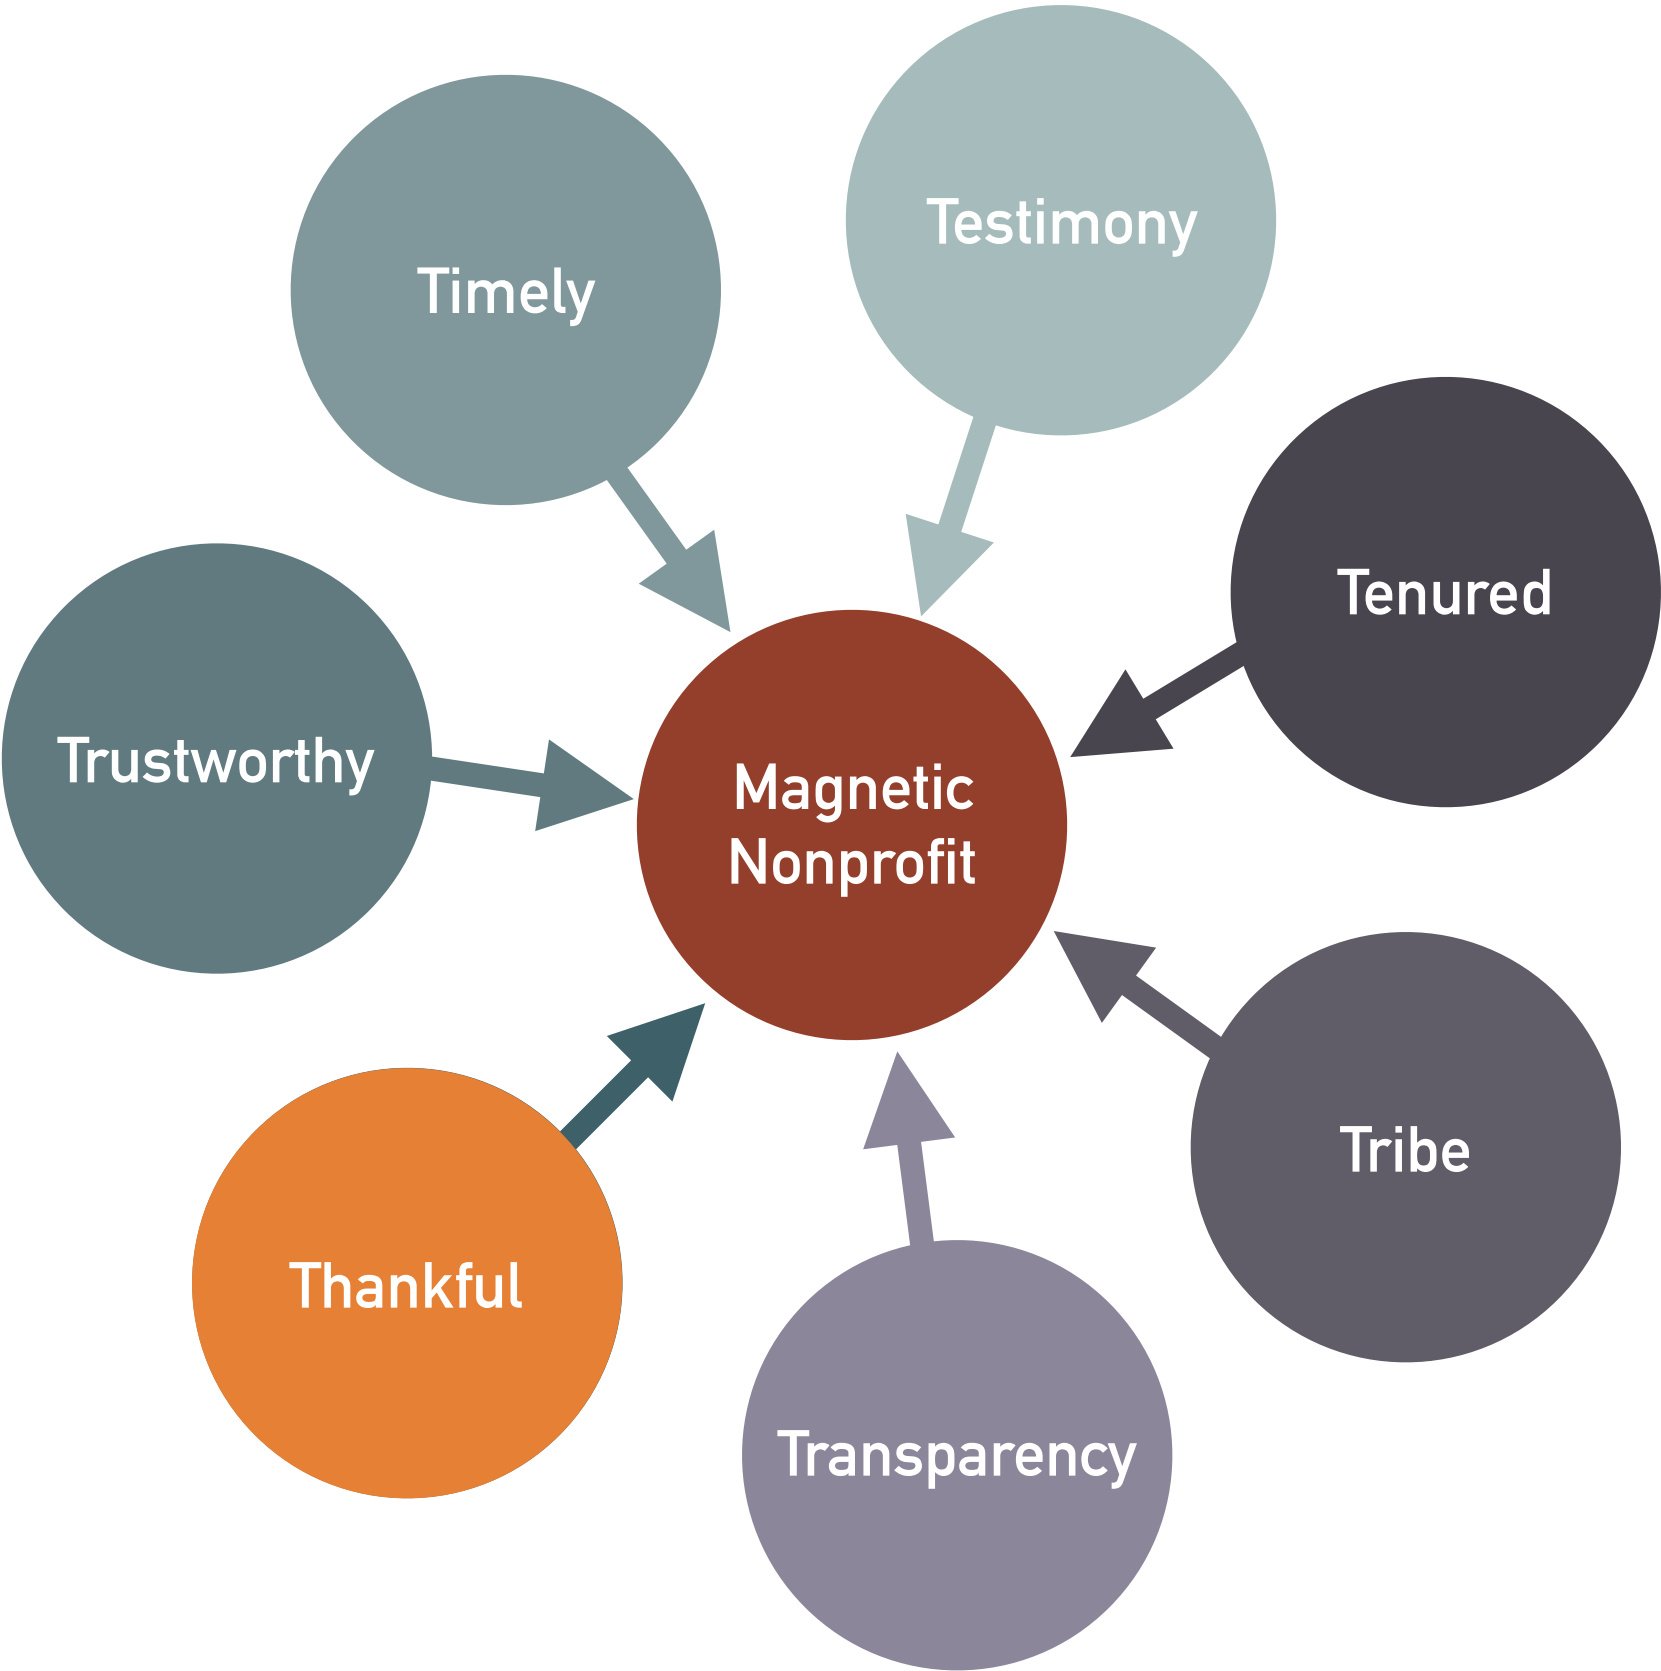 Testimony
Timely
Tenured
Trustworthy
Magnetic
Nonprofit
Tribe
Thankful
Transparency